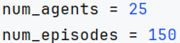 num_agents = 25
num_episodes = 150